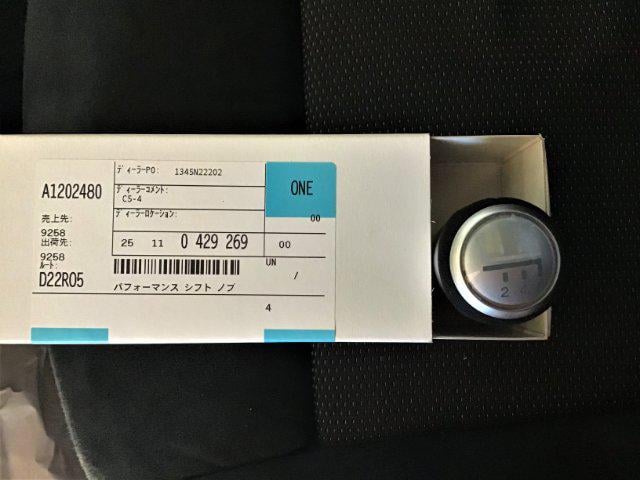 ディーラーPO: 134SN22202
A1202480
ディーラーコメント:
C5-4
ONE
売上先:
ディーラーロケーション:
00
9258
出荷先:
25 11 0 429 269
00
9258
ルート:
UN
/
D22R05
パフォーマンス シフト ノブ
4
2 4